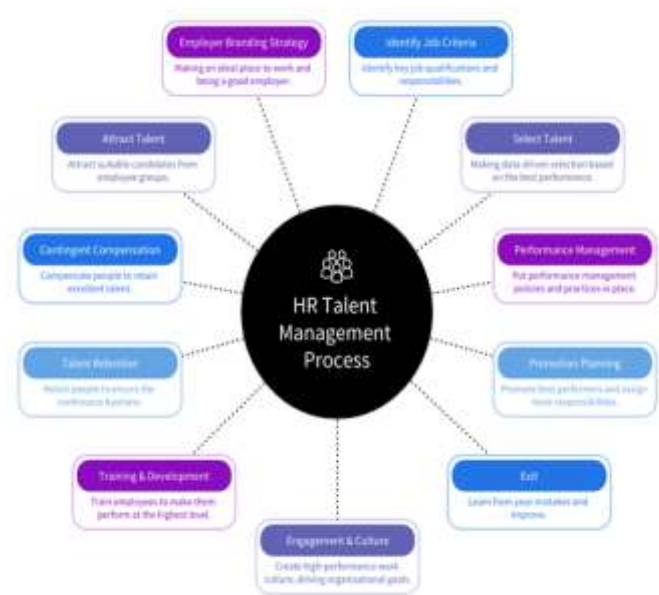 Employer Branding Strategy
Making an ideal place to work and
being a good employer.
Identify Job Criteria
Identify key job qualifications and
responsibilities.
Attract Talent
Attract suitable candidates from
employee groups.
Select Talent
Making data-driven selection based
on the best performance.
Contingent Compensation
Compensate people to retain
excellent talent.
HR Talent
Management
Process
Performance Management
Put performance management
policies and practices in place.
Talent Retention
Retain people to ensure the
continuous business.
Promotion Planning
Promote best performers and assign
more responsibilities.
Training & Development
Train employees to make them
perform at the highest level.
Exit
Learn from your mistakes and
improve.
Engagement & Culture
Create high-performance work
culture, driving organizational goals.